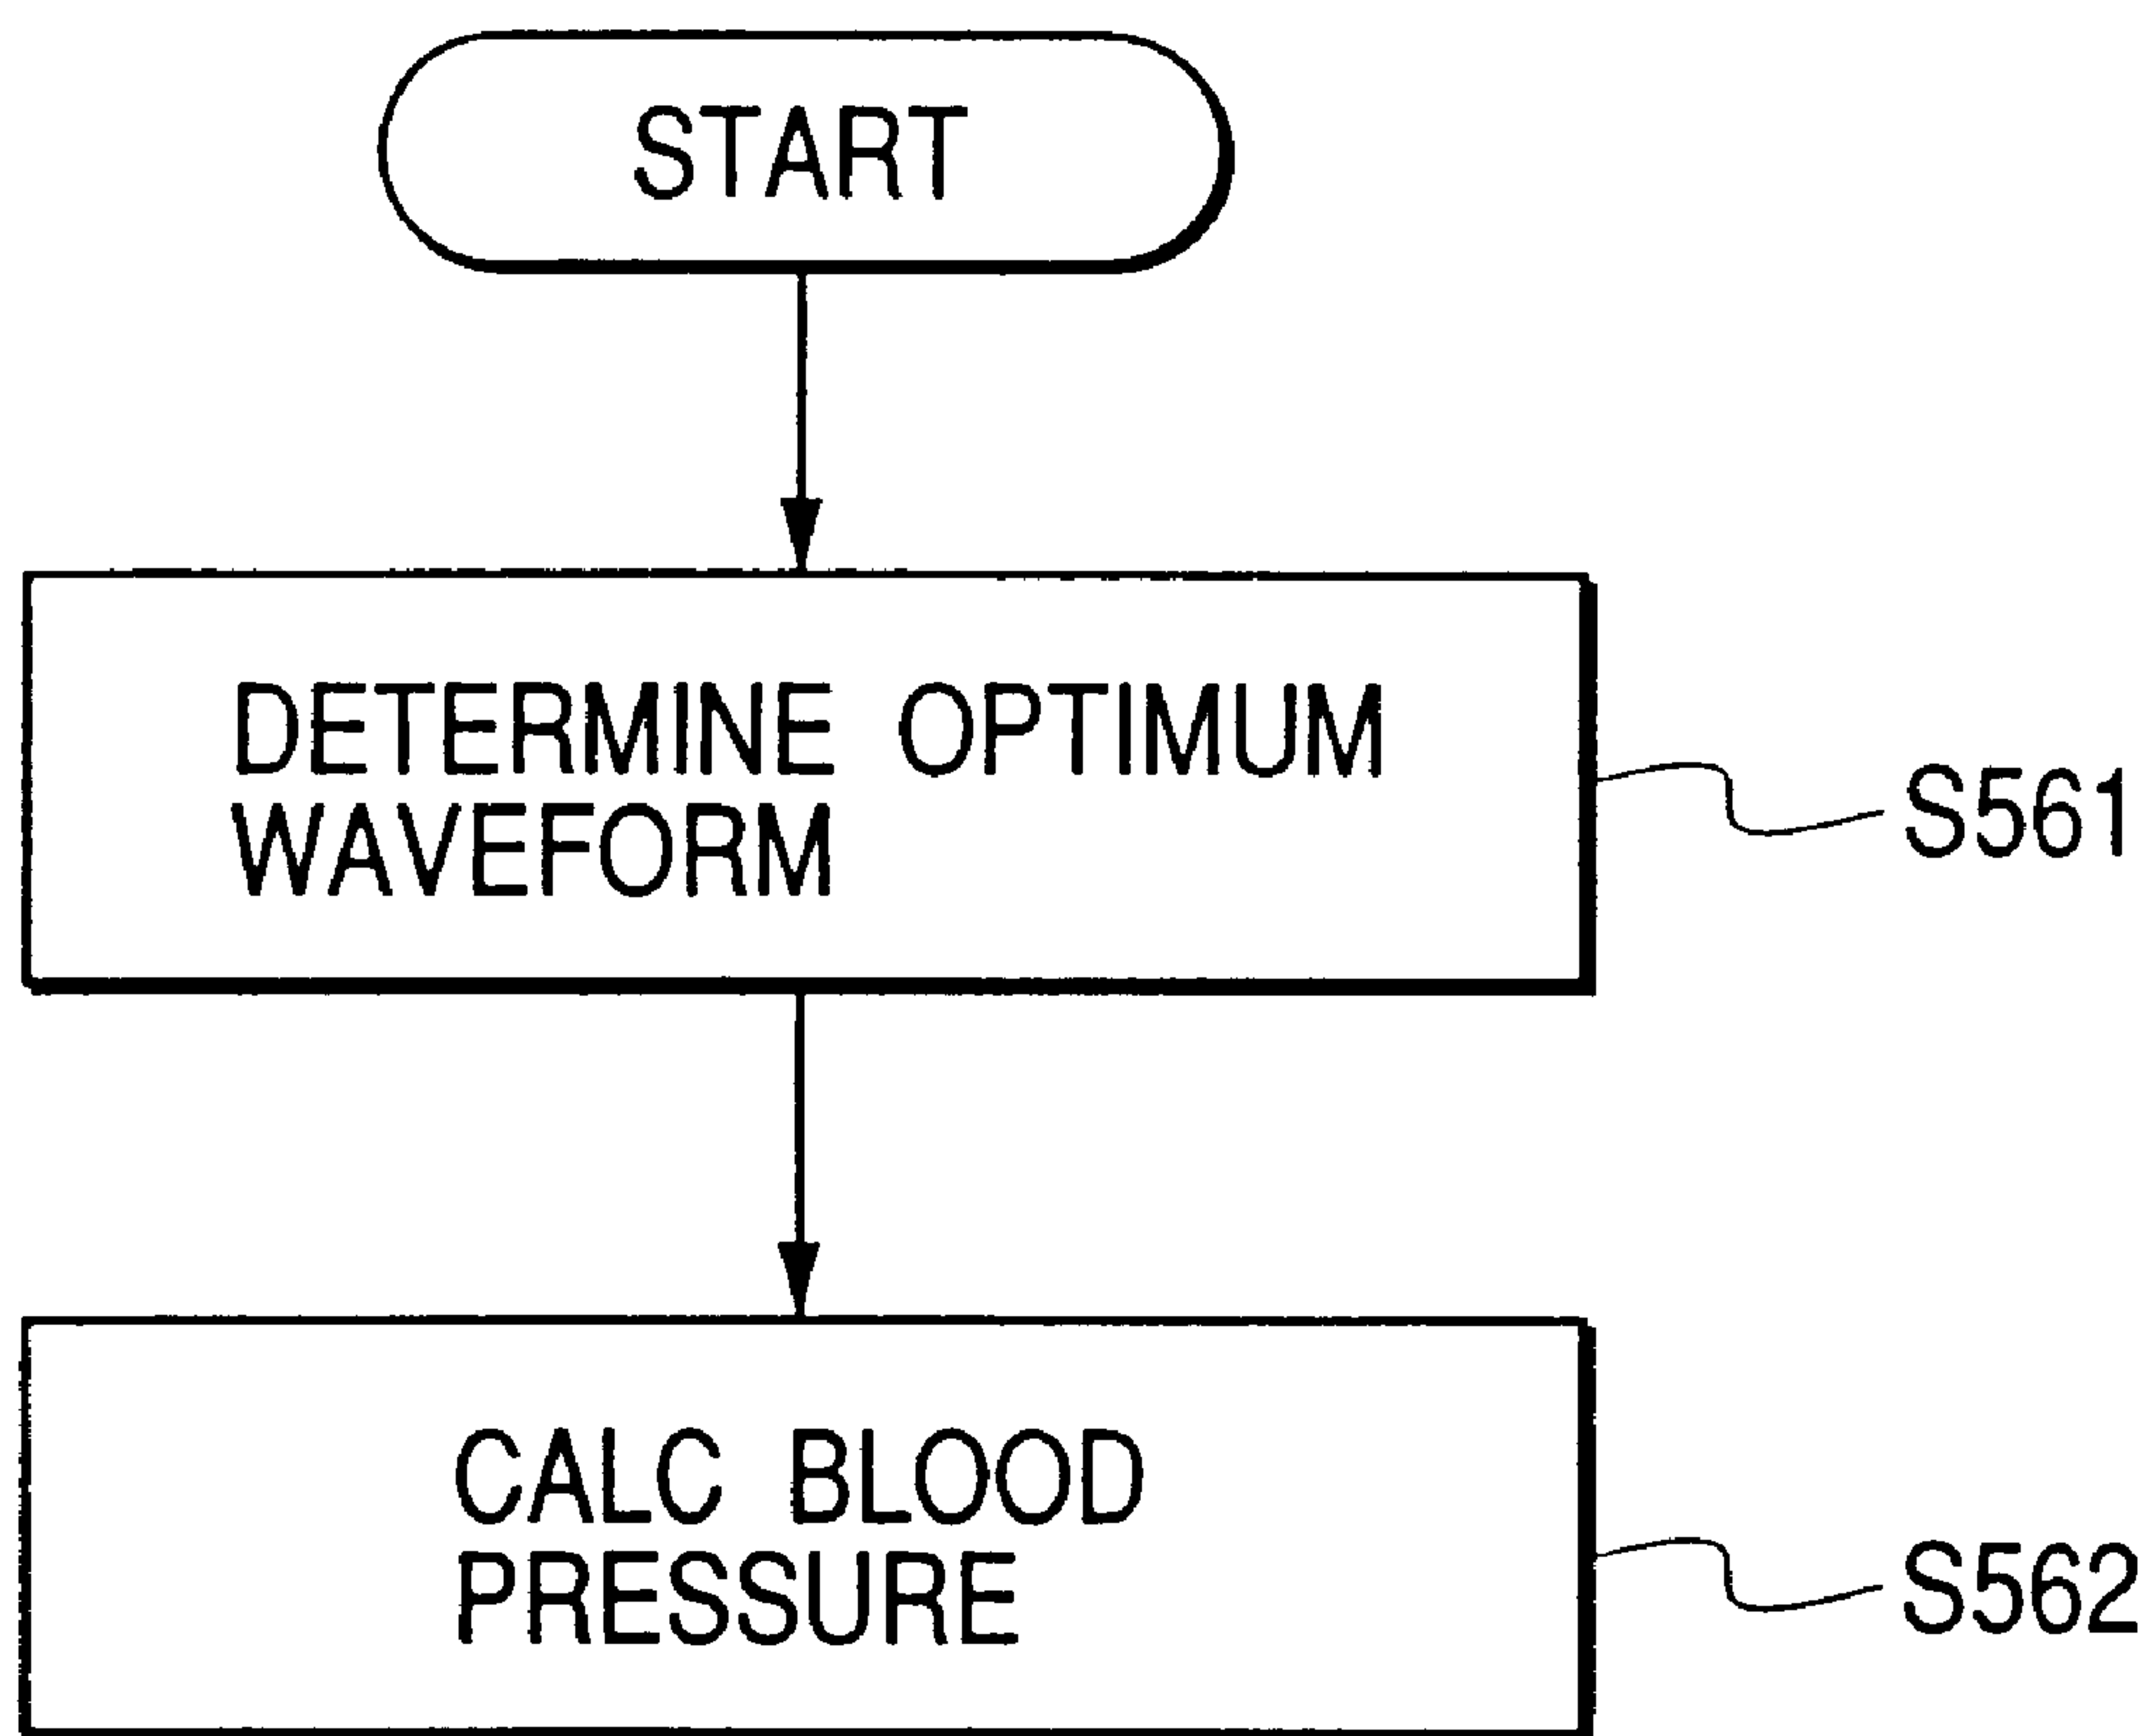 START
DETERMINE OPTIMUM
WAVEFORM
S561
CALC BLOOD
PRESSURE
S562